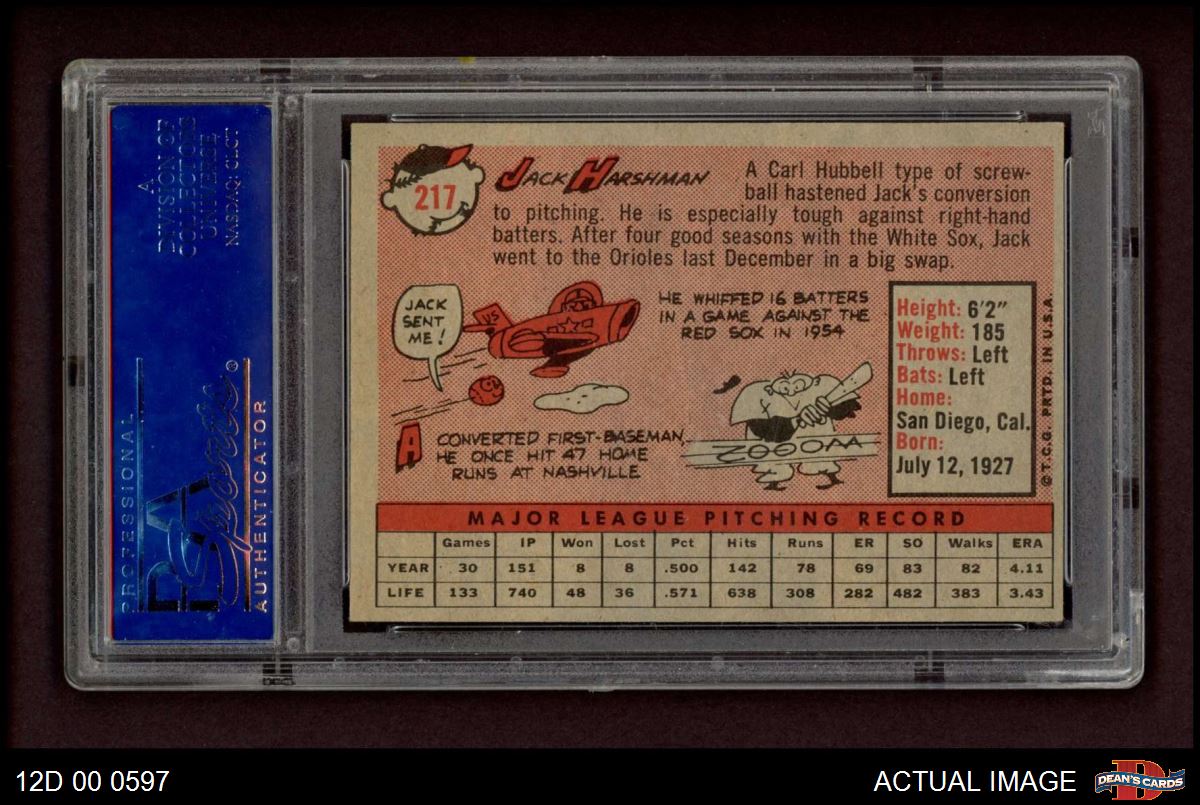 A
DIVISION OF
COLLECTORS
UNIVERSE
NASDAQ: CLCT
PROFESSIONAL
PSA
Sports®
AUTHENTICATOR
217
JACK HARSHMAN
A Carl Hubbell type of screw-
ball hastened Jack's conversion
to pitching. He is especially tough against right-hand
batters. After four good seasons with the White Sox, Jack
went to the Orioles last December in a big swap.
JACK
SENT
ME!
US
HE WHIFFED 16 BATTERS
IN A GAME AGAINST THE
RED SOX IN 1954
A CONVERTED FIRST-BASEMAN,
HE ONCE HIT 47 HOME
RUNS AT NASHVILLE
ZOOOM
Height: 6'2"
Weight: 185
Throws: Left
Bats: Left
Home:
San Diego, Cal.
Born:
July 12, 1927
© T.C.G. PRTD. IN U.S.A.
MAJOR LEAGUE PITCHING RECORD
Games IP Won Lost Pct Hits Runs ER SO Walks ERA
YEAR 30 151 8 8 .500 142 78 69 83 82 4.11
LIFE 133 740 48 36 .571 638 308 282 482 383 3.43
12D 00 0597
ACTUAL IMAGE
D
DEAN'S CARDS